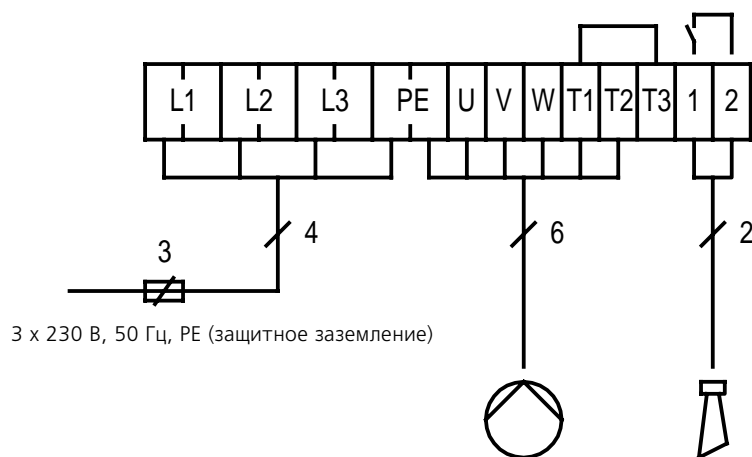 L1 L2 L3 PE U V W T1 T2 T3 1 2
4 6 2
3
3 x 230 В, 50 Гц, PE (защитное заземление)